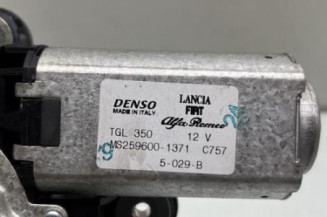 DENSO
MADE IN ITALY
LANCIA
FIAT
Alfa Romeo
TGL 350 12 V
MS259600-1371 C757
5-029-B